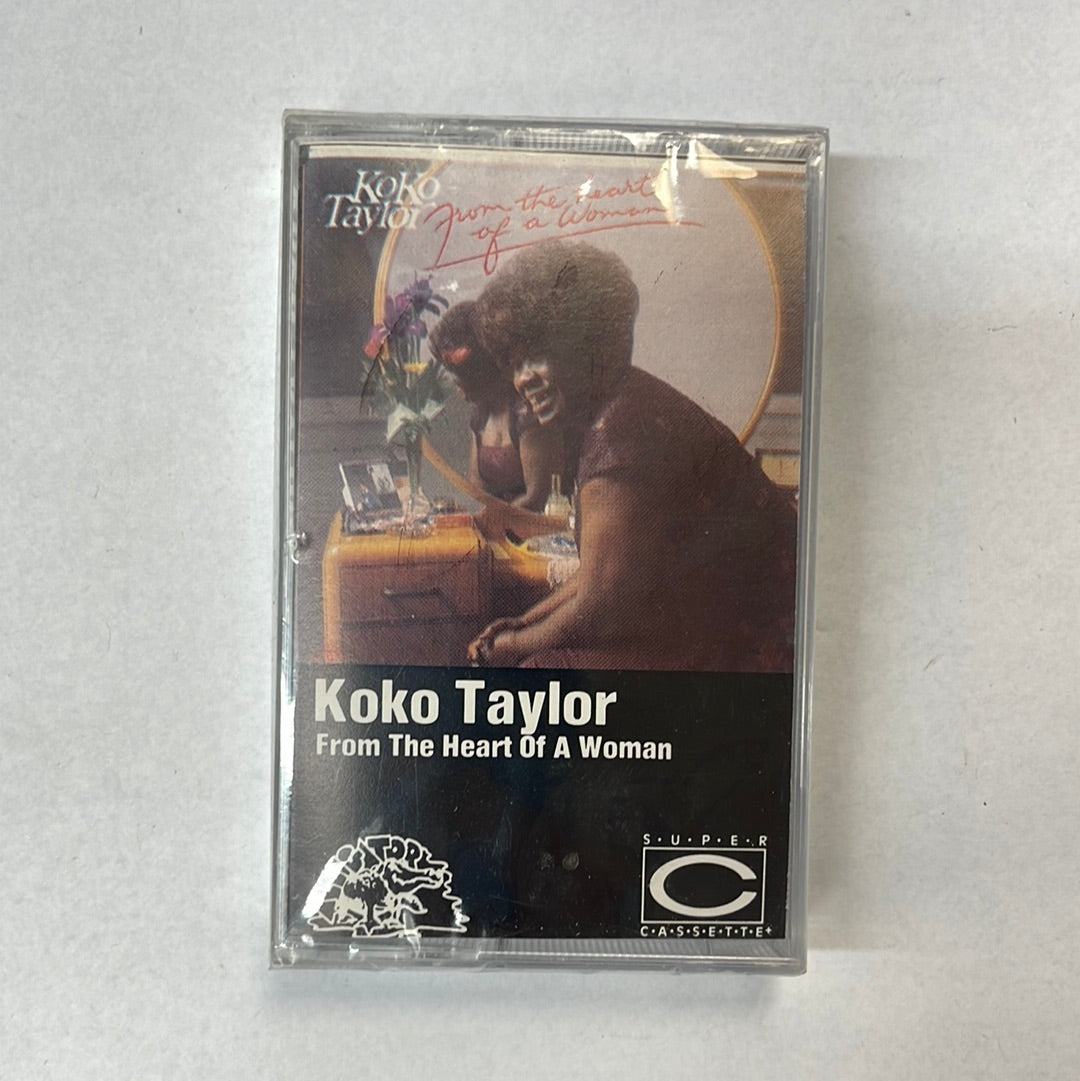 Koko
Taylor
From the heart
of a Woman
Koko Taylor
From The Heart Of A Woman
S·U·P·E·R
C
C·A·S·S·E·T·T·E+